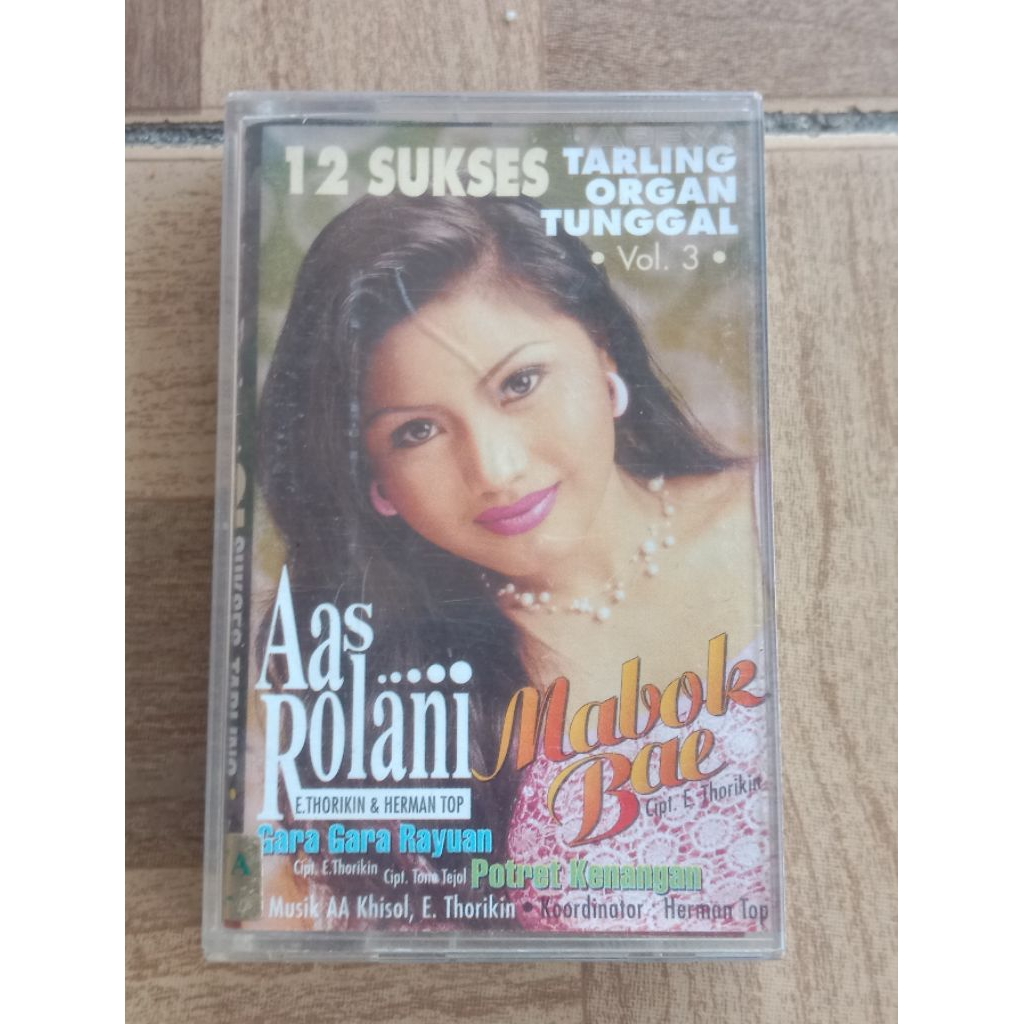 12 SUKSES
TARLING
ORGAN
TUNGGAL
• Vol. 3 •
Aas
Rolani
E.THORIKIN & HERMAN TOP
Mabok
Bae
Cipt. E. Thorikin
Gara Gara Rayuan
Cipt. E.Thorikin
Cipt. Tono Tejol Potret Kenangan
Musik AA Khisol, E. Thorikin • Koordinator : Herman Top
A